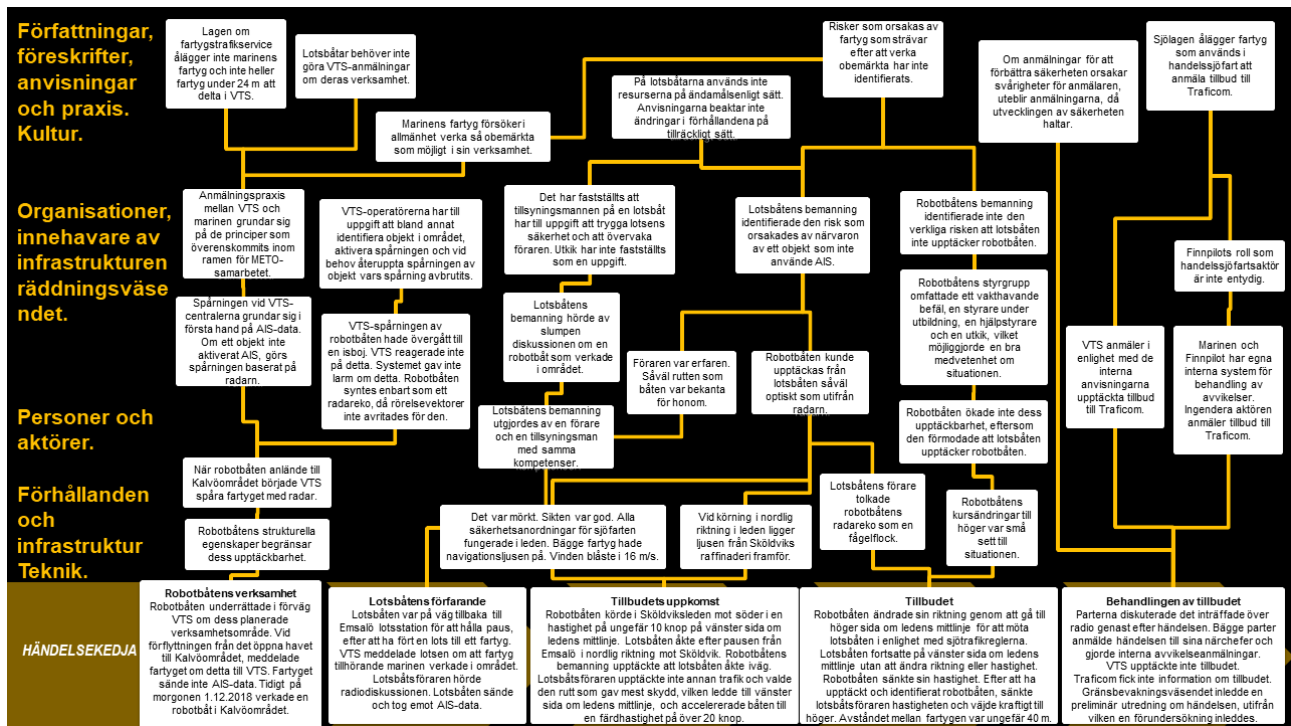 Författningar,
föreskrifter,
anvisningar
och praxis.
Kultur.
Lagen om
fartygstrafikservice
ålägger inte marinens
fartyg och inte heller
fartyg under 24 m att
delta i VTS.
Lotsbåtar behöver inte
göra VTS-anmälningar
om deras verksamhet.
Marinens fartyg försöker i
allmänhet verka så obemärkta
som möjligt i sin verksamhet.
På lotsbåtarna används inte
resurserna på ändamålsenligt sätt.
Anvisningarna beaktar inte
ändringar i förhållandena på
tillräckligt sätt.
Risker som orsakas av
fartyg som strävar
efter att verka
obemärkta har inte
identifierats.
Om anmälningar för att
förbättra säkerheten orsakar
svårigheter för anmälaren,
uteblir anmälningarna, då
utvecklingen av säkerheten
haltar.
Sjölagen ålägger fartyg
som används i
handelssjöfart att
anmäla tillbud till
Traficom.
Organisationer,
innehavare av
infrastrukturen
räddningsväse
ndet.
Anmälningspraxis
mellan VTS och
marinen grundar sig
på de principer som
överenskommits inom
ramen för METO-
samarbetet.
VTS-operatörerna har till
uppgift att bland annat
identifiera objekt i området,
aktivera spårningen och vid
behov återuppta spårningen av
objekt vars spårning avbrutits.
Det har fastställts att
tillsyningsmannen på en lotsbåt
har till uppgift att trygga lotsens
säkerhet och att övervaka
föraren. Utkik har inte fastställts
som en uppgift.
Lotsbåtens bemanning
identifierade den risk som
orsakades av närvaron
av ett objekt som inte
använde AIS.
Robotbåtens bemanning
identifierade inte den
verkliga risken att lotsbåten
inte upptäcker robotbåten.
Finnpilots roll som
handelssjöfartsaktör
är inte entydig.
Spårningen vid VTS-
centralerna grundar sig i
första hand på AIS-data.
Om ett objekt inte
aktiverat AIS, görs
spårningen baserat på
radarn.
VTS-spårningen av
robotbåten hade övergått till
en isboj. VTS reagerade inte
på detta. Systemet gav inte
larm om detta. Robotbåten
syntes enbart som ett
radareko, då rörelsevektorer
inte avritades för den.
Lotsbåtens
bemanning hörde av
slumpen
diskussionen om en
robotbåt som verkade
i området.
Föraren var erfaren.
Såväl rutten som
båten var bekanta
för honom.
Robotbåten kunde
upptäckas från
lotsbåten såväl
optiskt som utifrån
radarn.
Robotbåtens styrgrupp
omfattade ett vakthavande
befäl, en styrare under
utbildning, en hjälpstyrare
och en utkik, vilket
möjliggjorde en bra
medvetenhet om
situationen.
VTS anmäler i
enlighet med de
interna
anvisningarna
upptäckta tillbud
till Traficom.
Marinen och
Finnpilot har egna
interna system för
behandling av
avvikelser.
Ingendera aktören
anmäler tillbud till
Traficom.
Personer och
aktörer.
Lotsbåtens bemanning
utgjordes av en förare och
en tillsyningsman med
samma
kompetenser.
Robotbåten ökade inte dess
upptäckbarhet, eftersom
den förmodade att lotsbåten
upptäcker robotbåten.
När robotbåten anlände till
Kalvöområdet började VTS
spåra fartyget med radar.
Förhållanden
och
infrastruktur
Teknik.
Robotbåtens strukturella
egenskaper begränsar
dess upptäckbarhet.
Det var mörkt. Sikten var god. Alla
säkerhetsanordningar för sjöfarten
fungerade i leden. Bägge fartyg hade
navigationsljusen på. Vinden blåste i 16 m/s.
Vid körning i nordlig
riktning i leden ligger
ljusen från Sköldviks
raffinaderi framför.
Lotsbåtens förare
tolkade
robotbåtens
radareko som en
fågelflock.
Robotbåtens
kursändringar till
höger var små
sett till
situationen.
HÄNDELSEKEDJA
Robotbåtens verksamhet
Robotbåten underrättade i förväg
VTS om dess planerade
verksamhetsområde. Vid
förflyttningen från det öppna havet
till Kalvöområdet, meddelade
fartyget om detta till VTS. Fartyget
sände inte AIS-data. Tidigt på
morgonen 1.12.2018 verkade en
robotbåt i Kalvöområdet.
Lotsbåtens förfarande
Lotsbåten var på väg tillbaka till
Emsalö lotsstation för att hålla paus,
efter att ha fört en lots till ett fartyg.
VTS meddelade lotsen om att fartyg
tillhörande marinen verkade i området.
Lotsbåtsföraren hörde
radiodiskussionen. Lotsbåten sände
och tog emot AIS-data.
Tillbudets uppkomst
Robotbåten körde i Sköldviksleden mot söder i en
hastighet på ungefär 10 knop på vänster sida om
ledens mittlinje. Lotsbåten åkte efter pausen från
Emsalö i nordlig riktning mot Sköldvik. Robotbåtens
bemanning upptäckte att lotsbåten åkte iväg.
Lotsbåtsföraren upptäckte inte annan trafik och valde
den rutt som gav mest skydd, vilken ledde till vänster
sida om ledens mittlinje, och accelererade båten till
en färdhastighet på över 20 knop.
Tillbudet
Robotbåten ändrade sin riktning genom att gå till
höger sida om ledens mittlinje för att möta
lotsbåten i enlighet med sjötrafikreglerna.
Lotsbåten fortsatte på vänster sida om ledens
mittlinje utan att ändra riktning eller hastighet.
Robotbåten sänkte sin hastighet. Efter att ha
upptäckt och identifierat robotbåten, sänkte
lotsbåtsföraren hastigheten och väjde kraftigt till
höger. Avståndet mellan fartygen var ungefär 40 m.
Behandlingen av tillbudet
Parterna diskuterade det inträffade över
radio genast efter händelsen. Bägge parter
anmälde händelsen till sina närchefer och
gjorde interna avvikelseanmälningar.
VTS upptäckte inte tillbudet.
Traficom fick inte information om tillbudet.
Gränsbevakningsväsendet inledde en
preliminär utredning om händelsen, utifrån
vilken en förundersökning inleddes.